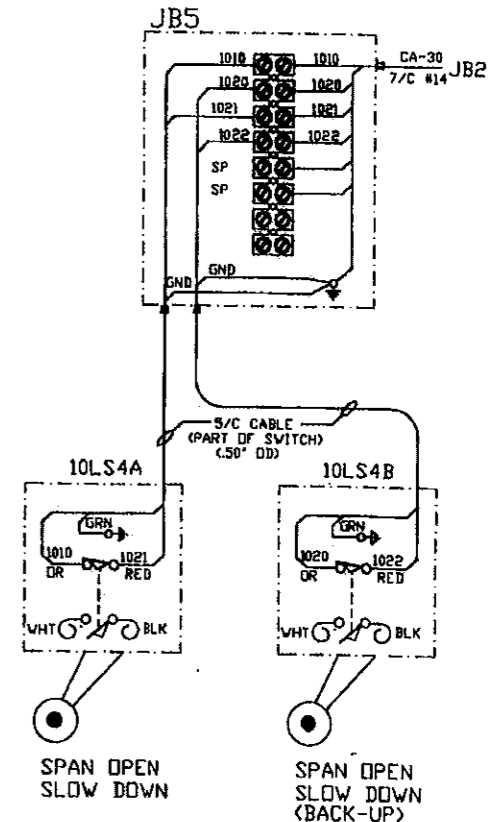 JB5
1010 1010
CA-30
7/C #14 JB2
1020 1020
1021 1021
1022 1022
SP
SP
GND
GND
5/C CABLE
(PART OF SWITCH)
(.50" OD)
10LS4A
GRN
1010 1021
OR RED
WHT BLK
SPAN OPEN
SLOW DOWN
10LS4B
GRN
1020 1022
OR RED
WHT BLK
SPAN OPEN
SLOW DOWN
(BACK-UP)